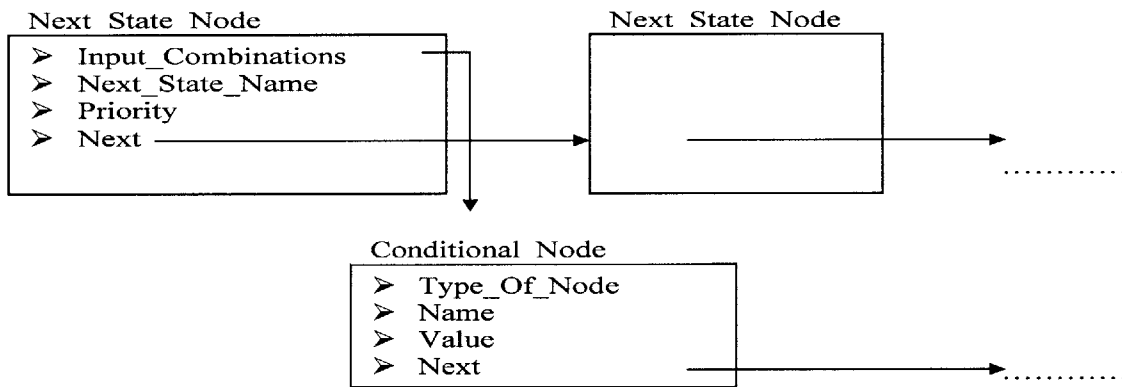 Next State Node
Next State Node
➢ Input_Combinations
➢ Next_State_Name
➢ Priority
➢ Next
...........
Conditional Node
➢ Type_Of_Node
➢ Name
➢ Value
➢ Next
...........